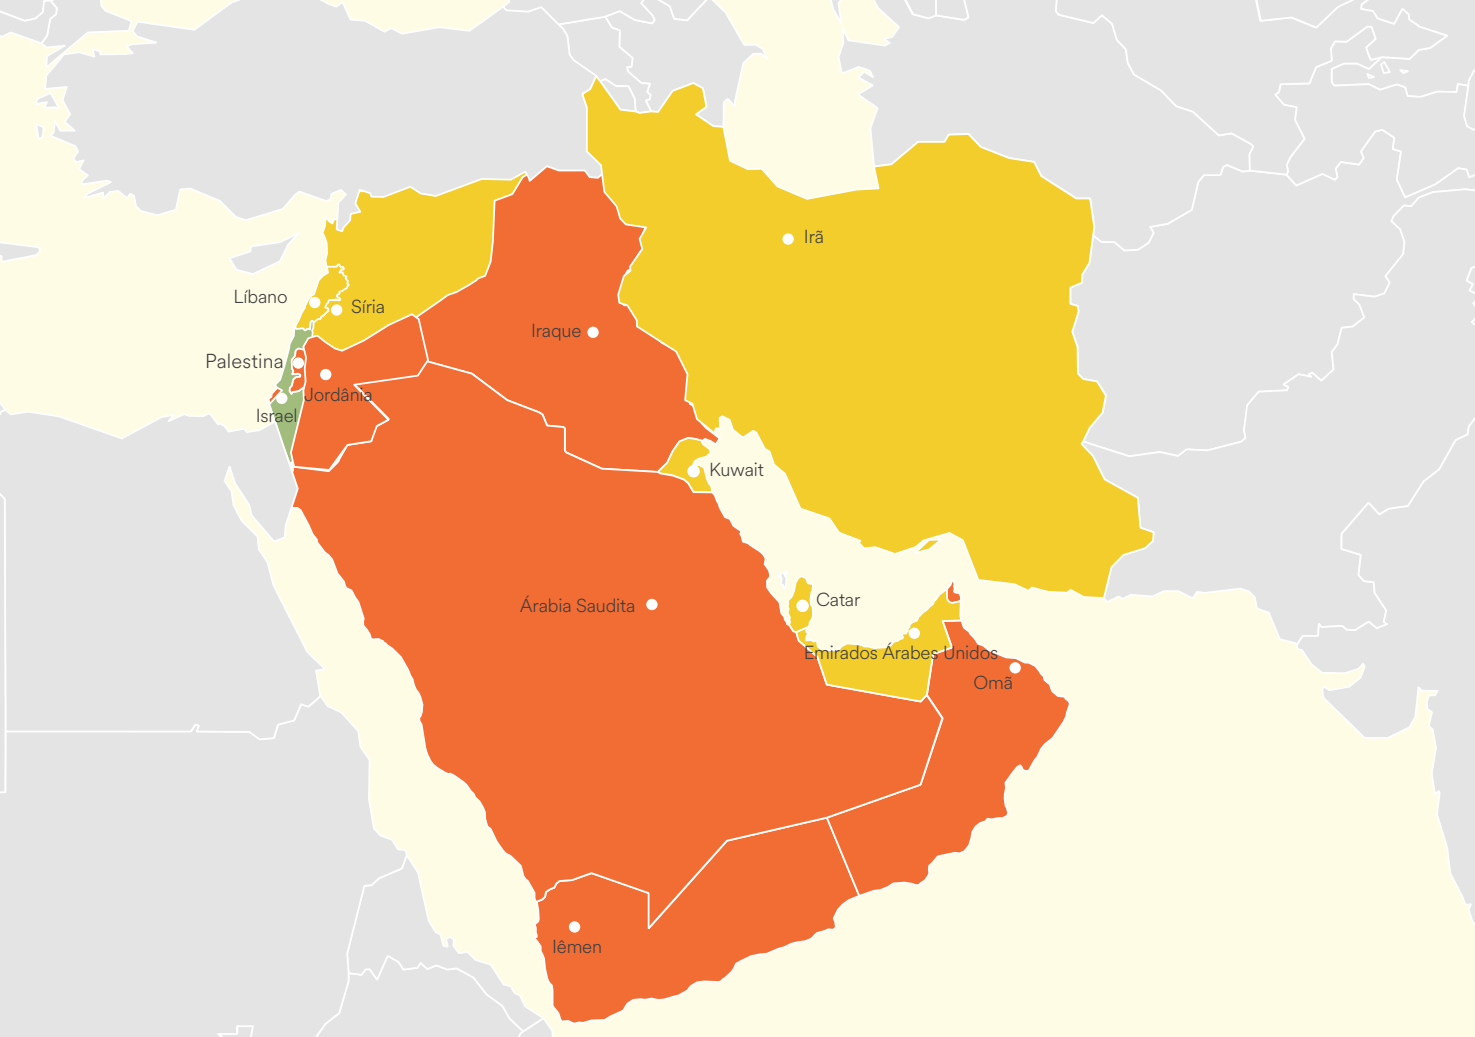 Irã
Líbano
Síria
Iraque
Palestina
Jordânia
Israel
Kuwait
Catar
Árabia Saudita
Emirados Árabes Unidos
Omã
Iêmen